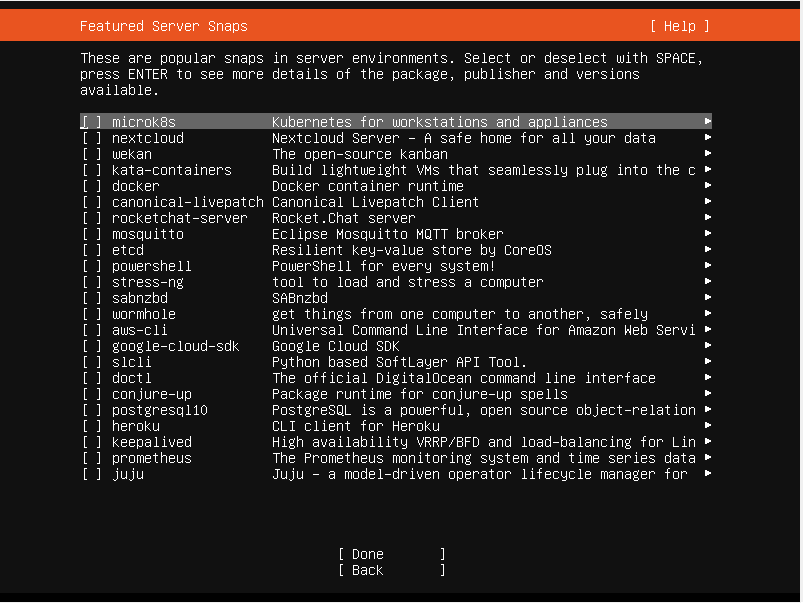 Featured Server Snaps [ Help ]
These are popular snaps in server environments. Select or deselect with SPACE,
press ENTER to see more details of the package, publisher and versions
available.
[ ] microk8s Kubernetes for workstations and appliances ▸
[ ] nextcloud Nextcloud Server - A safe home for all your data ▸
[ ] wekan The open-source kanban ▸
[ ] kata-containers Build lightweight VMs that seamlessly plug into the c ▸
[ ] docker Docker container runtime ▸
[ ] canonical-livepatch Canonical Livepatch Client ▸
[ ] rocketchat-server Rocket.Chat server ▸
[ ] mosquitto Eclipse Mosquitto MQTT broker ▸
[ ] etcd Resilient key-value store by CoreOS ▸
[ ] powershell PowerShell for every system! ▸
[ ] stress-ng tool to load and stress a computer ▸
[ ] sabnzbd SABnzbd ▸
[ ] wormhole get things from one computer to another, safely ▸
[ ] aws-cli Universal Command Line Interface for Amazon Web Servi ▸
[ ] google-cloud-sdk Google Cloud SDK ▸
[ ] slcli Python based SoftLayer API Tool. ▸
[ ] doctl The official DigitalOcean command line interface ▸
[ ] conjure-up Package runtime for conjure-up spells ▸
[ ] postgresql10 PostgreSQL is a powerful, open source object-relation ▸
[ ] heroku CLI client for Heroku ▸
[ ] keepalived High availability VRRP/BFD and load-balancing for Lin ▸
[ ] prometheus The Prometheus monitoring system and time series data ▸
[ ] juju Juju - a model-driven operator lifecycle manager for ▸
[ Done ]
[ Back ]